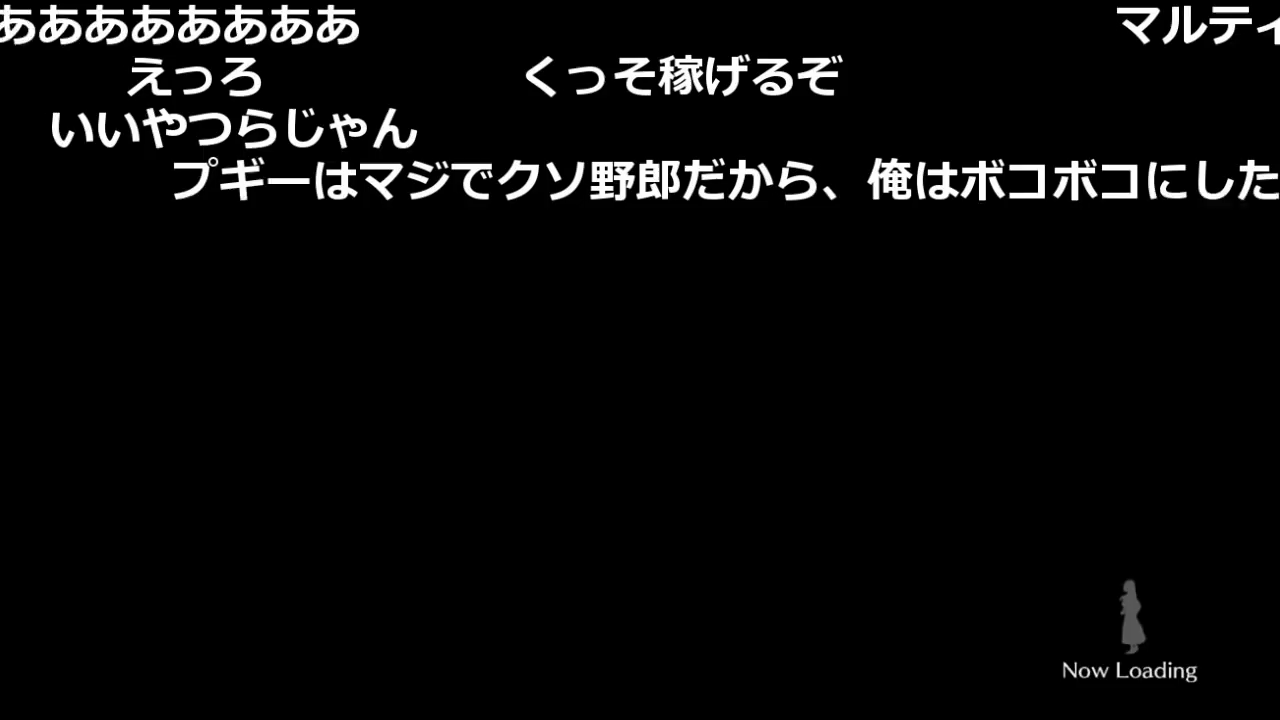 ああああああああ
マルティ
えっろ
くっそ稼げるぞ
いいやつらじゃん
プギーはマジでクソ野郎だから、俺はボコボコにした
Now Loading